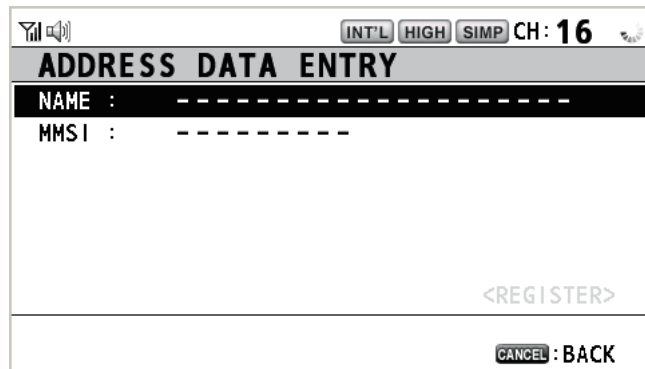 INT'L HIGH SIMP CH: 16
ADDRESS DATA ENTRY
NAME : - - - - - - - - - - - - - - - - - - - -
MMSI : - - - - - - - - -
<REGISTER>
CANCEL : BACK